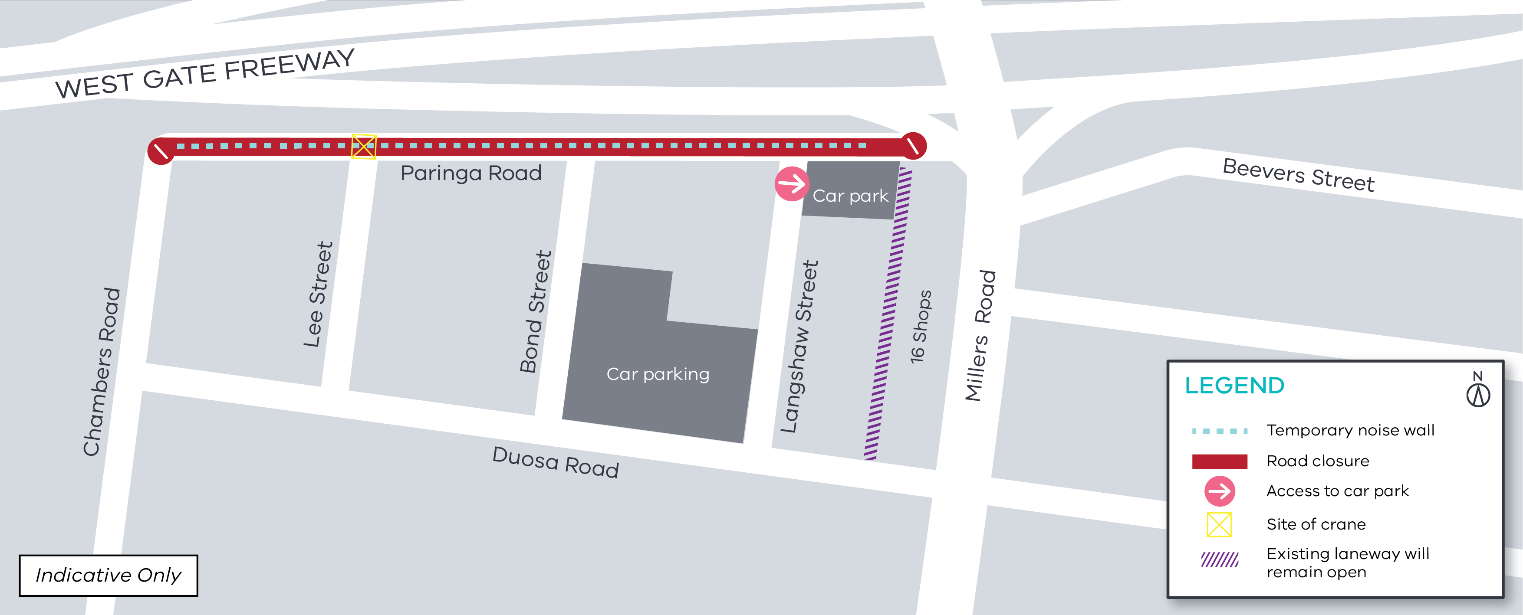 WEST GATE FREEWAY
Paringa Road
Car park
Beevers Street
Chambers Road
Lee Street
Bond Street
Langshaw Street
16 Shops
Millers Road
Car parking
Duosa Road
Indicative Only
LEGEND
N
Temporary noise wall
Road closure
Access to car park
Site of crane
Existing laneway will
remain open